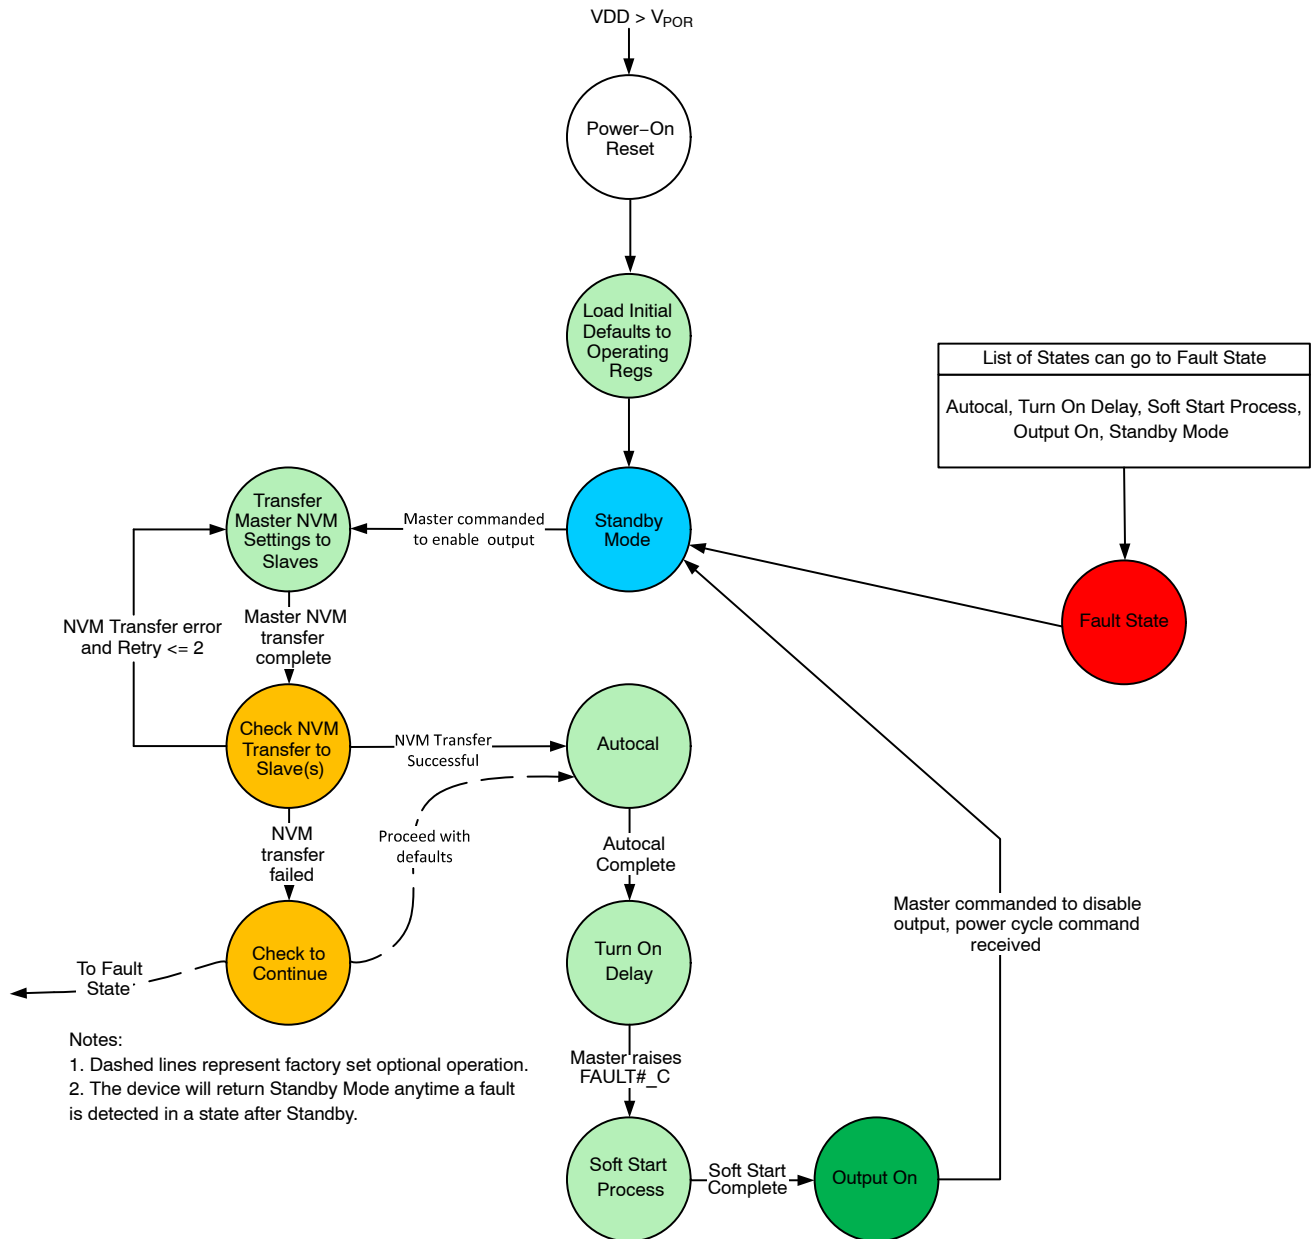 VDD > VPOR
Power−On
Reset
Load Initial
Defaults to
Operating
Regs
List of States can go to Fault State
Autocal, Turn On Delay, Soft Start Process,
Output On, Standby Mode
Transfer
Master NVM
Settings to
Slaves
Master commanded
to enable output
Standby
Mode
Fault State
NVM Transfer error
and Retry <= 2
Master NVM
transfer
complete
Check NVM
Transfer to
Slave(s)
NVM Transfer
Successful
Autocal
NVM
transfer
failed
Proceed with
defaults
Autocal
Complete
Master commanded to disable
output, power cycle command
received
Check to
Continue
Turn On
Delay
To Fault
State
Notes:
1. Dashed lines represent factory set optional operation.
2. The device will return Standby Mode anytime a fault
is detected in a state after Standby.
Master raises
FAULT#_C
Soft Start
Process
Soft Start
Complete
Output On